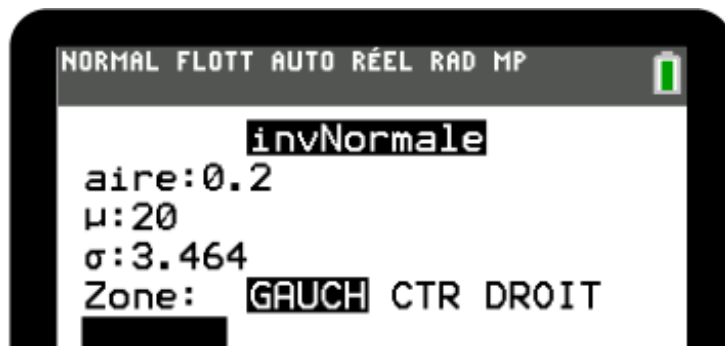 NORMAL FLOTT AUTO RÉEL RAD MP
invNormale
aire:0.2
μ:20
σ:3.464
Zone: GAUCH CTR DROIT